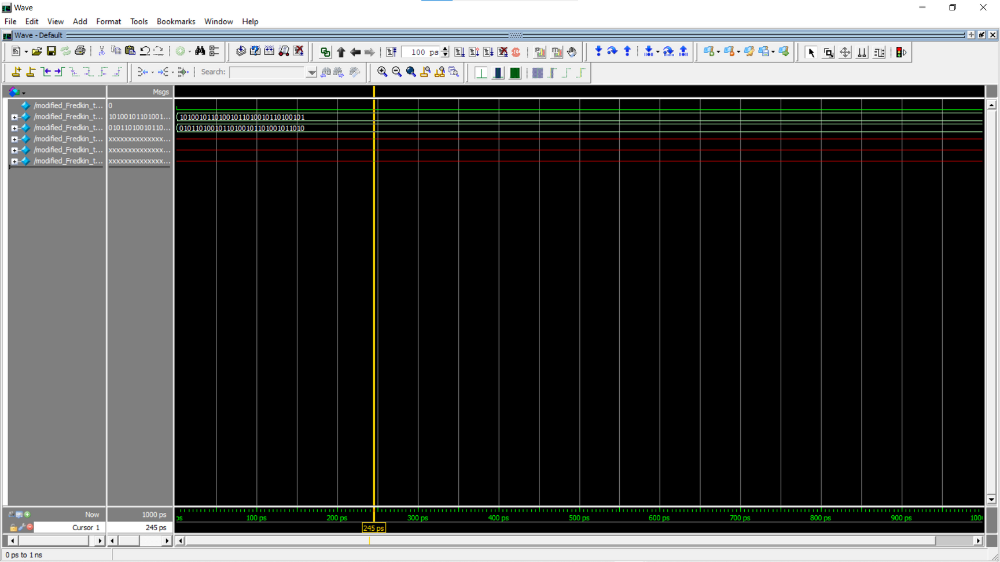 Wave
File Edit View Add Format Tools Bookmarks Window Help
Wave - Default
100 ps
Search:
Msgs
/modified_Fredkin_t... 0
/modified_Fredkin_t... 10100101101001... 10100101101001011010010110100101
/modified_Fredkin_t... 01011010010110... 01011010010110100101101001011010
/modified_Fredkin_t... xxxxxxxxxxxxxx...
/modified_Fredkin_t... xxxxxxxxxxxxxx...
/modified_Fredkin_t... xxxxxxxxxxxxxx...
Now 1000 ps ps 100 ps 200 ps 300 ps 400 ps 500 ps 600 ps 700 ps 800 ps 900 ps 1000
Cursor 1 245 ps 245 ps
0 ps to 1 ns